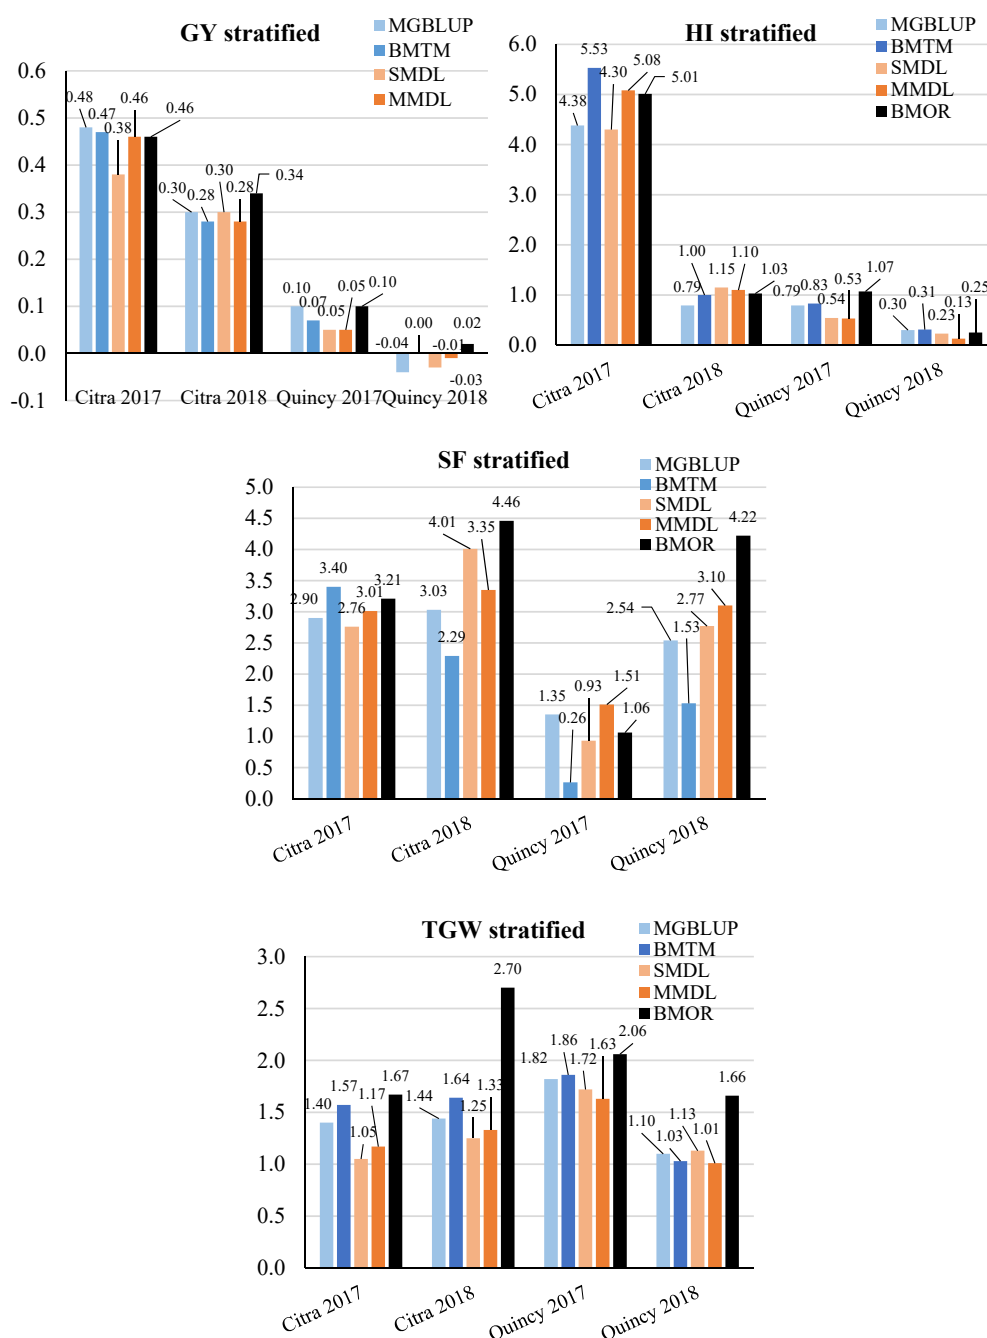 GY stratified
MGBLUP
BMTM
SMDL
MMDL
BMOR
0.6
0.5
0.4
0.3
0.2
0.1
0.0
-0.1
0.48
0.47
0.38
0.46
0.46
0.30
0.28
0.30
0.28
0.34
0.10
0.07
0.05
0.05
0.10
-0.04
0.00
-0.03
-0.01
0.02
Citra 2017
Citra 2018
Quincy 2017
Quincy 2018
HI stratified
MGBLUP
BMTM
SMDL
MMDL
BMOR
6.0
5.0
4.0
3.0
2.0
1.0
0.0
4.38
5.53
4.30
5.08
5.01
0.79
1.00
1.15
1.10
1.03
0.79
0.83
0.54
0.53
1.07
0.30
0.31
0.23
0.13
0.25
Citra 2017
Citra 2018
Quincy 2017
Quincy 2018
SF stratified
MGBLUP
BMTM
SMDL
MMDL
BMOR
5.0
4.5
4.0
3.5
3.0
2.5
2.0
1.5
1.0
0.5
0.0
2.90
3.40
2.76
3.01
3.21
3.03
2.29
4.01
3.35
4.46
1.35
0.26
0.93
1.51
1.06
2.54
1.53
2.77
3.10
4.22
Citra 2017
Citra 2018
Quincy 2017
Quincy 2018
TGW stratified
MGBLUP
BMTM
SMDL
MMDL
BMOR
3.0
2.5
2.0
1.5
1.0
0.5
0.0
1.40
1.57
1.05
1.17
1.67
1.44
1.64
1.25
1.33
2.70
1.82
1.86
1.72
1.63
2.06
1.10
1.03
1.13
1.01
1.66
Citra 2017
Citra 2018
Quincy 2017
Quincy 2018